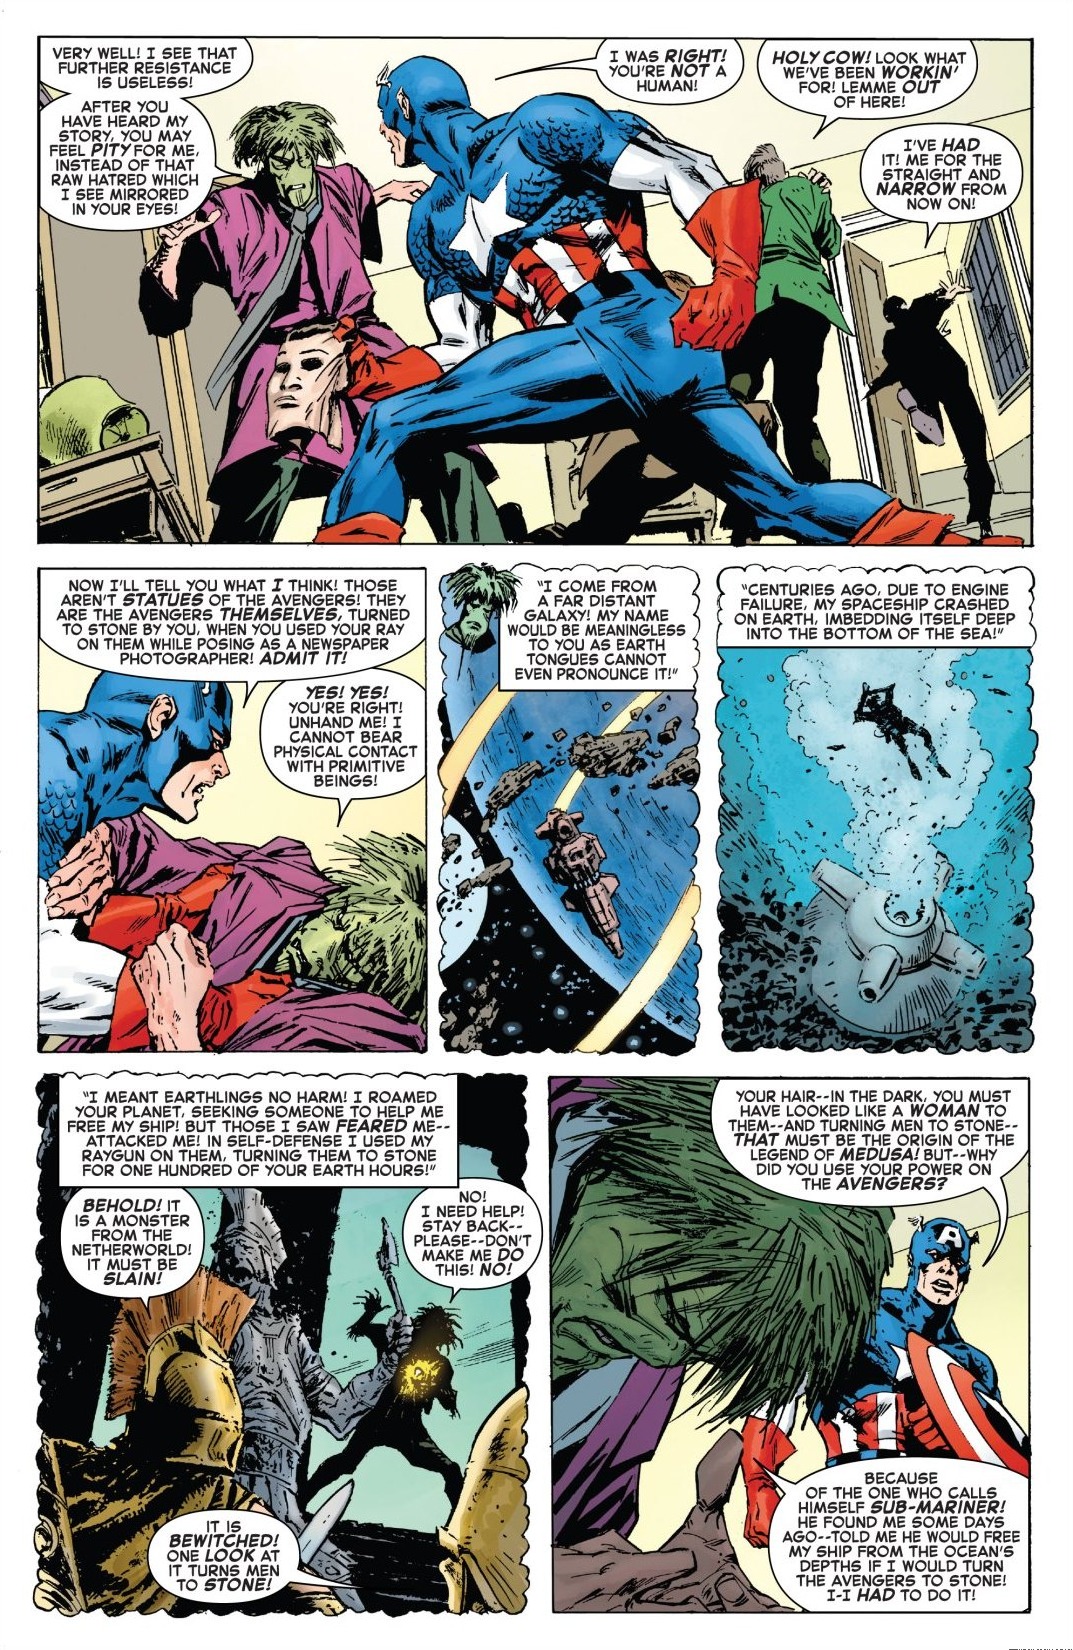 VERY WELL! I SEE THAT
FURTHER RESISTANCE
IS USELESS!
AFTER YOU
HAVE HEARD MY
STORY, YOU MAY
FEEL PITY FOR ME,
INSTEAD OF THAT
RAW HATRED WHICH
I SEE MIRRORED
IN YOUR EYES!
I WAS RIGHT!
YOU'RE NOT A
HUMAN!
HOLY COW! LOOK WHAT
WE'VE BEEN WORKIN'
FOR! LEMME OUT
OF HERE!
I'VE HAD
IT! ME FOR THE
STRAIGHT AND
NARROW FROM
NOW ON!
NOW I'LL TELL YOU WHAT I THINK! THOSE
AREN'T STATUES OF THE AVENGERS! THEY
ARE THE AVENGERS THEMSELVES, TURNED
TO STONE BY YOU, WHEN YOU USED YOUR RAY
ON THEM WHILE POSING AS A NEWSPAPER
PHOTOGRAPHER! ADMIT IT!
YES! YES!
YOU'RE RIGHT!
UNHAND ME! I
CANNOT BEAR
PHYSICAL CONTACT
WITH PRIMITIVE
BEINGS!
"I COME FROM
A FAR DISTANT
GALAXY! MY NAME
WOULD BE MEANINGLESS
TO YOU AS EARTH
TONGUES CANNOT
EVEN PRONOUNCE IT!"
"CENTURIES AGO, DUE TO ENGINE
FAILURE, MY SPACESHIP CRASHED
ON EARTH, IMBEDDING ITSELF DEEP
INTO THE BOTTOM OF THE SEA!"
"I MEANT EARTHLINGS NO HARM! I ROAMED
YOUR PLANET, SEEKING SOMEONE TO HELP ME
FREE MY SHIP! BUT THOSE I SAW FEARED ME--
ATTACKED ME! IN SELF-DEFENSE I USED MY
RAYGUN ON THEM, TURNING THEM TO STONE
FOR ONE HUNDRED OF YOUR EARTH HOURS!"
BEHOLD! IT
IS A MONSTER
FROM THE
NETHERWORLD!
IT MUST BE
SLAIN!
NO!
I NEED HELP!
STAY BACK--
PLEASE--DON'T
MAKE ME DO
THIS! NO!
IT IS
BEWITCHED!
ONE LOOK AT
IT TURNS MEN
TO STONE!
YOUR HAIR--IN THE DARK, YOU MUST
HAVE LOOKED LIKE A WOMAN TO
THEM--AND TURNING MEN TO STONE--
THAT MUST BE THE ORIGIN OF THE
LEGEND OF MEDUSA! BUT--WHY
DID YOU USE YOUR POWER ON
THE AVENGERS?
A
BECAUSE
OF THE ONE WHO CALLS
HIMSELF SUB-MARINER!
HE FOUND ME SOME DAYS
AGO--TOLD ME HE WOULD FREE
MY SHIP FROM THE OCEAN'S
DEPTHS IF I WOULD TURN
THE AVENGERS TO STONE!
I-I HAD TO DO IT!